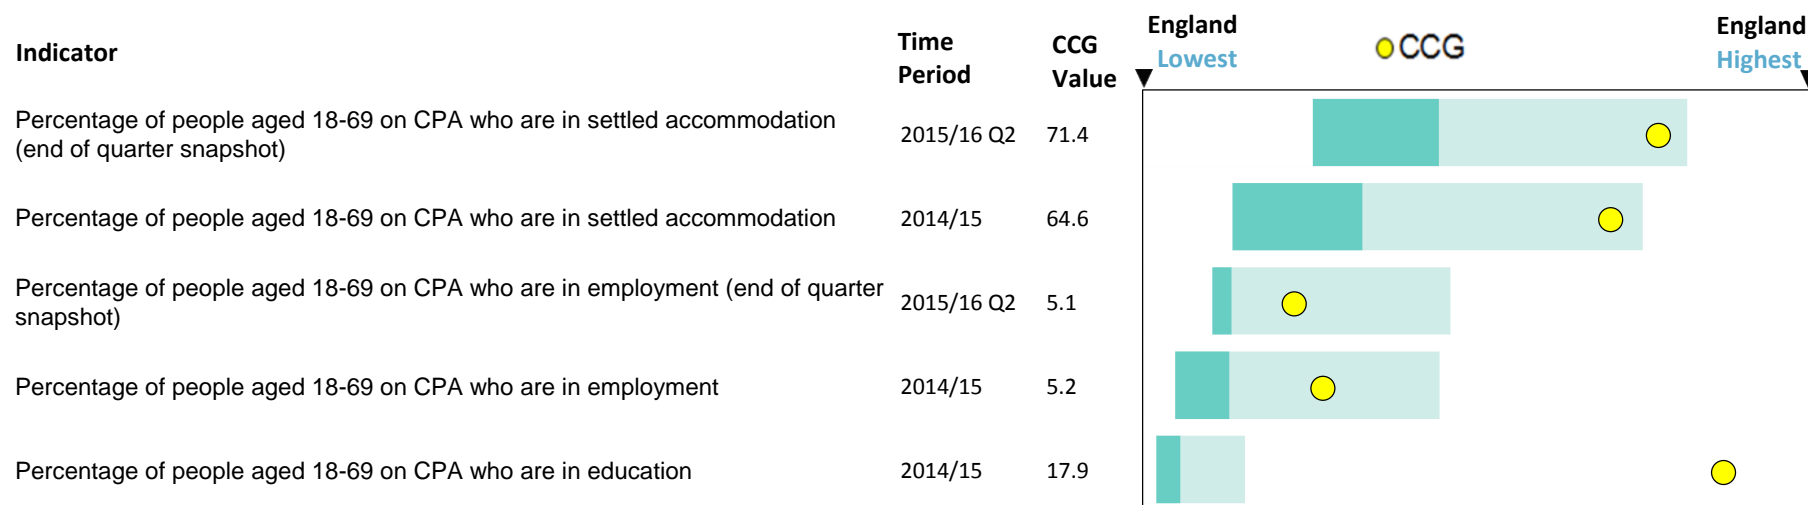 Indicator
Time Period
CCG Value
England Lowest
CCG
England Highest
Percentage of people aged 18-69 on CPA who are in settled accommodation
(end of quarter snapshot)
2015/16 Q2
71.4
Percentage of people aged 18-69 on CPA who are in settled accommodation
2014/15
64.6
Percentage of people aged 18-69 on CPA who are in employment (end of quarter
snapshot)
2015/16 Q2
5.1
Percentage of people aged 18-69 on CPA who are in employment
2014/15
5.2
Percentage of people aged 18-69 on CPA who are in education
2014/15
17.9